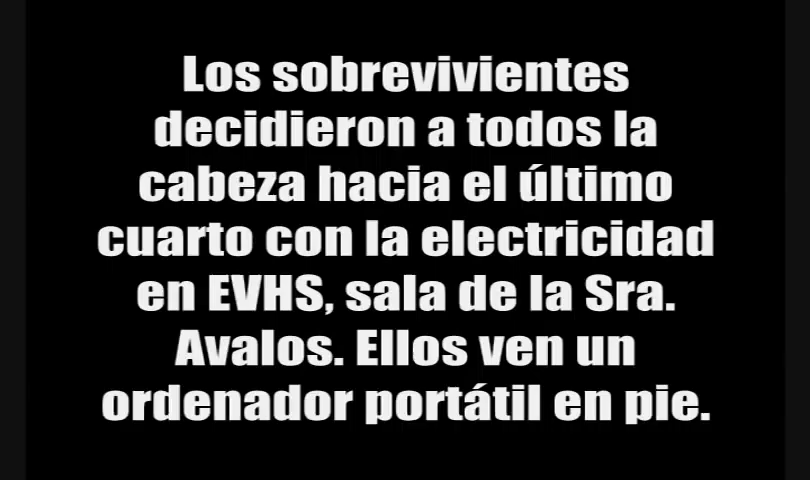 Los sobrevivientes
decidieron a todos la
cabeza hacia el último
cuarto con la electricidad
en EVHS, sala de la Sra.
Avalos. Ellos ven un
ordenador portátil en pie.